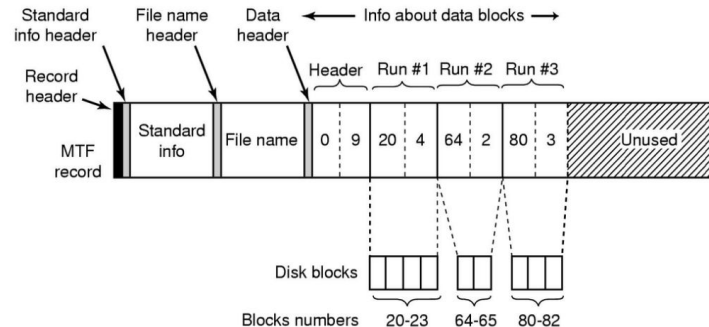 Standard info header
File name header
Data header
Info about data blocks
Record header
Header
Run #1
Run #2
Run #3
MTF record
Standard info
File name
0
9
20
4
64
2
80
3
Unused
Disk blocks
Blocks numbers
20-23
64-65
80-82